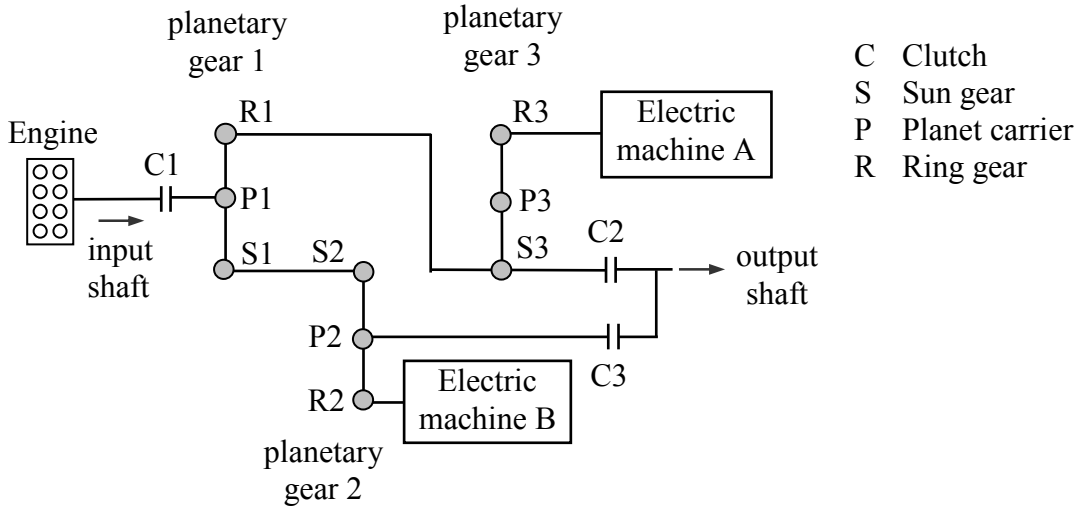 planetary
gear 1
planetary
gear 3
C Clutch
S Sun gear
P Planet carrier
R Ring gear
R1
R3
Electric
machine A
Engine
C1
P1
P3
input
shaft
S1
S2
S3
C2
output
shaft
P2
C3
R2
Electric
machine B
planetary
gear 2